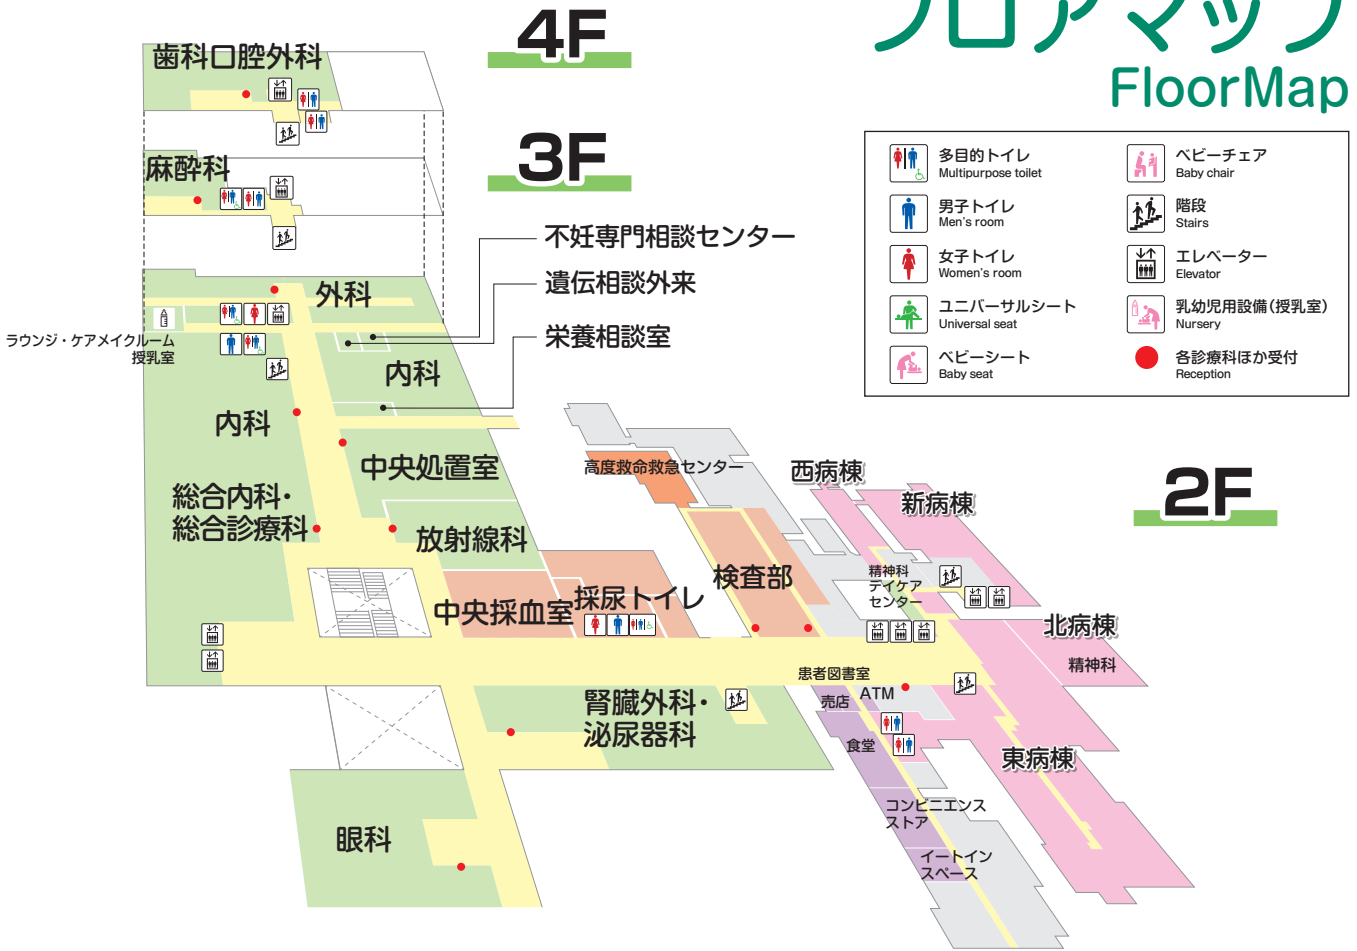 フロアマップ
FloorMap
4F
歯科口腔外科
3F
麻酔科
多目的トイレ
Multipurpose toilet
男子トイレ
Men's room
女子トイレ
Women's room
ユニバーサルシート
Universal seat
ベビーシート
Baby seat
ベビーチェア
Baby chair
階段
Stairs
エレベーター
Elevator
乳幼児用設備(授乳室)
Nursery
各診療科ほか受付
Reception
不妊専門相談センター
遺伝相談外来
栄養相談室
外科
ラウンジ・ケアメイクルーム
授乳室
内科
内科
中央処置室
総合内科・
総合診療科
放射線科
中央採血室
採尿トイレ
高度救命救急センター
検査部
2F
西病棟
新病棟
精神科
デイケア
センター
北病棟
精神科
患者図書室
売店
ATM
食堂
東病棟
コンビニエンス
ストア
イートイン
スペース
腎臓外科・
泌尿器科
眼科